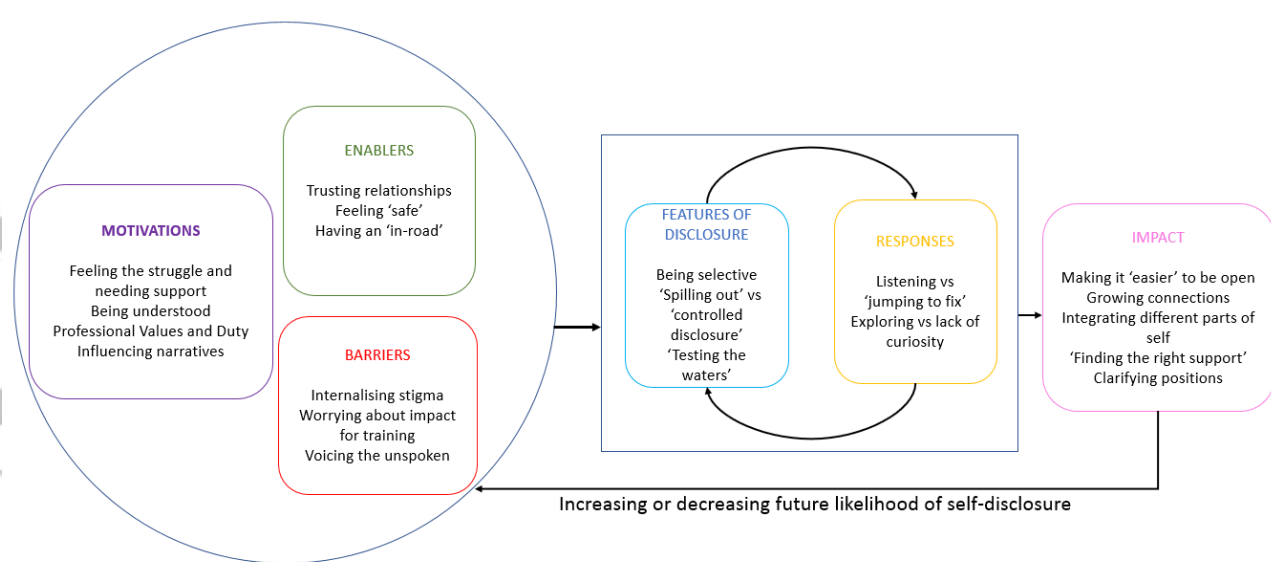 MOTIVATIONS
Feeling the struggle and
needing support
Being understood
Professional Values and Duty
Influencing narratives
ENABLERS
Trusting relationships
Feeling ‘safe’
Having an ‘in-road’
BARRIERS
Internalising stigma
Worrying about impact
for training
Voicing the unspoken
FEATURES OF
DISCLOSURE
Being selective
‘Spilling out’ vs
‘controlled
disclosure’
‘Testing the
waters’
RESPONSES
Listening vs
‘jumping to fix’
Exploring vs lack of
curiosity
IMPACT
Making it ‘easier’ to be open
Growing connections
Integrating different parts of
self
‘Finding the right support’
Clarifying positions
Increasing or decreasing future likelihood of self-disclosure